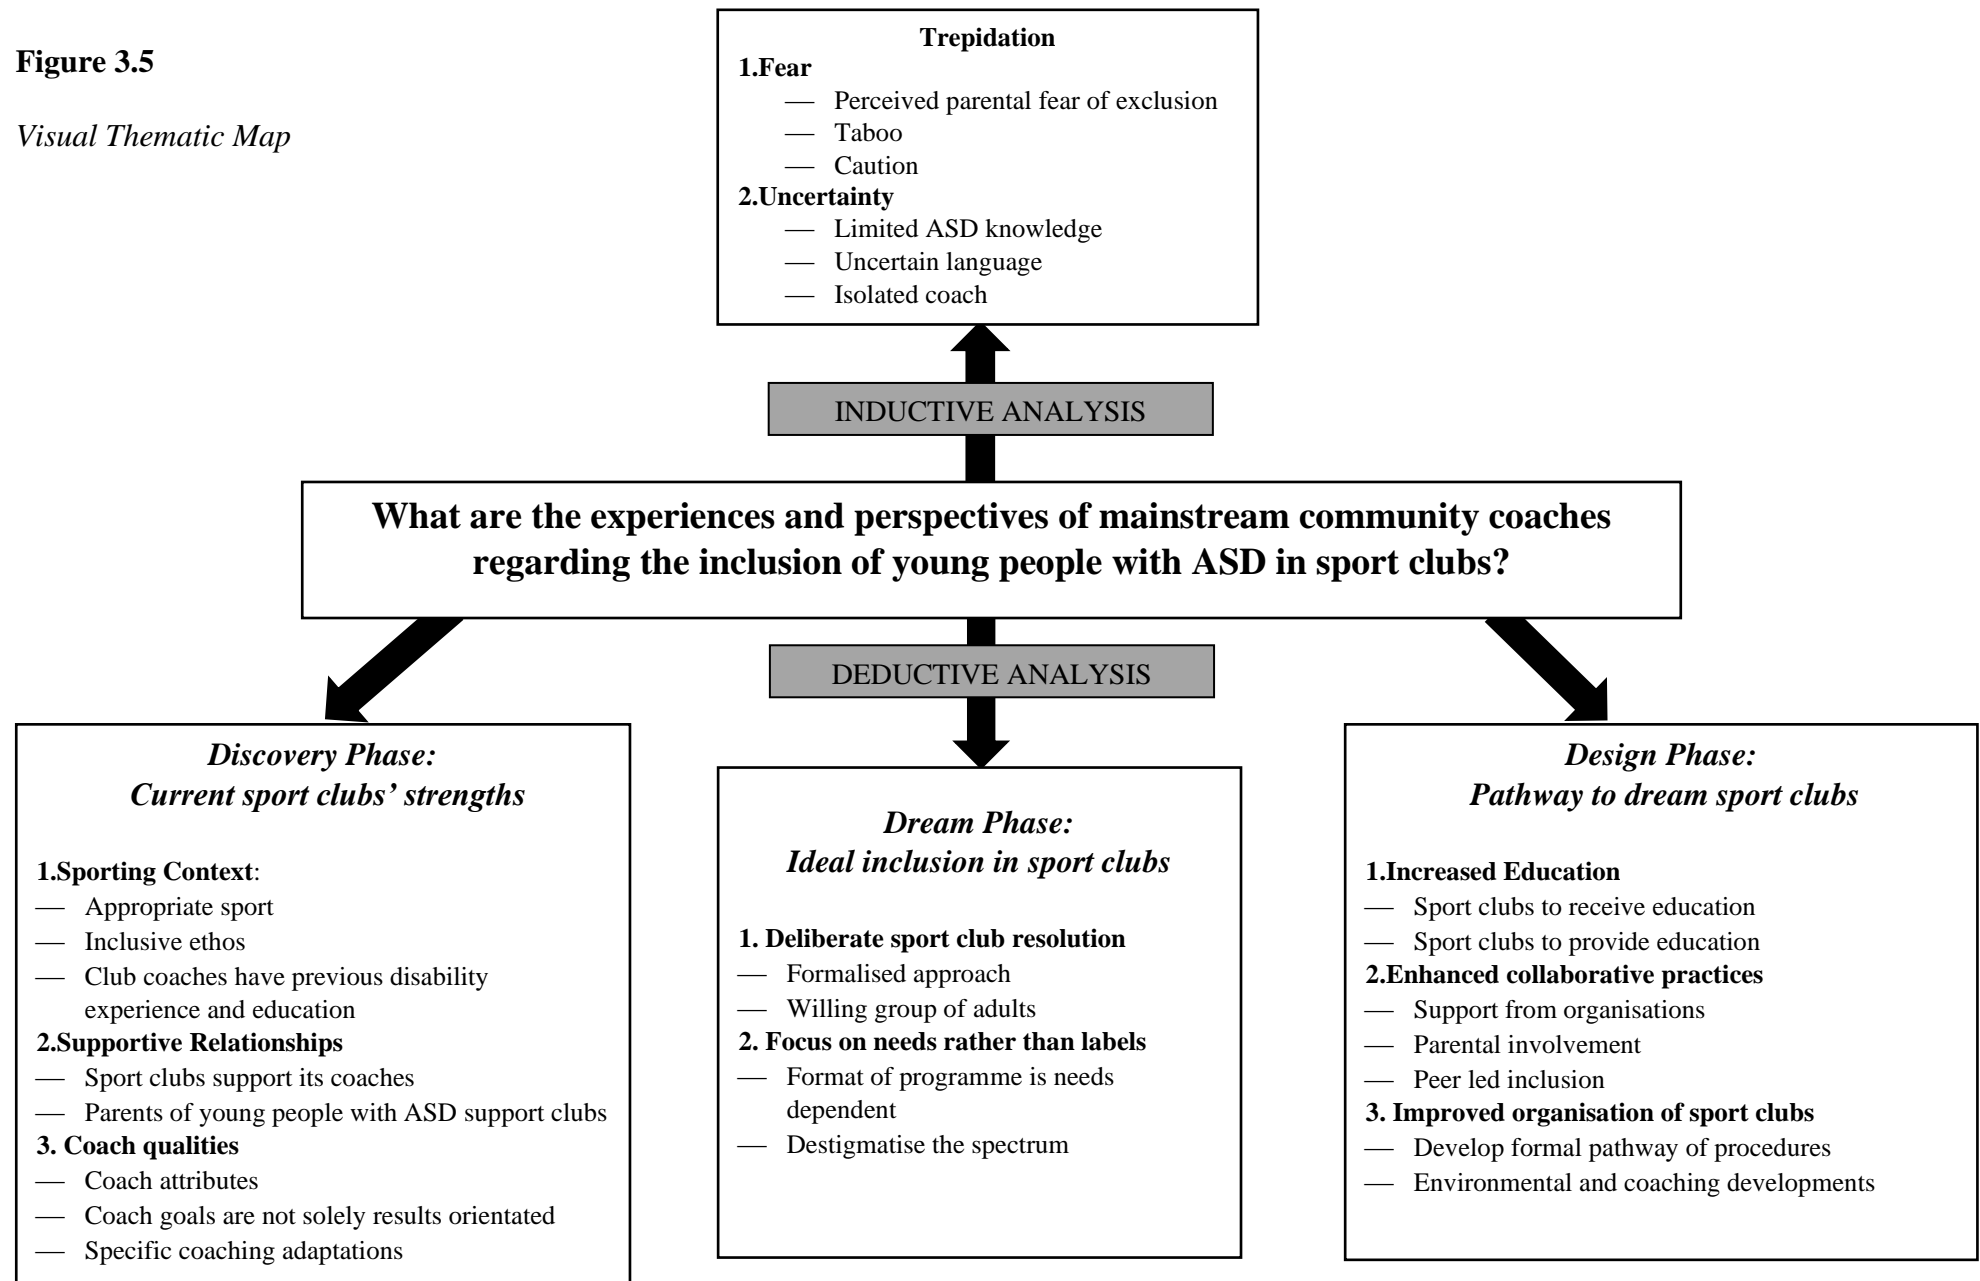 Figure 3.5
Visual Thematic Map
Trepidation
1.Fear
— Perceived parental fear of exclusion
— Taboo
— Caution
2.Uncertainty
— Limited ASD knowledge
— Uncertain language
— Isolated coach
INDUCTIVE ANALYSIS
What are the experiences and perspectives of mainstream community coaches
regarding the inclusion of young people with ASD in sport clubs?
DEDUCTIVE ANALYSIS
Discovery Phase:
Current sport clubs’ strengths
1.Sporting Context:
— Appropriate sport
— Inclusive ethos
— Club coaches have previous disability
experience and education
2.Supportive Relationships
— Sport clubs support its coaches
— Parents of young people with ASD support clubs
3. Coach qualities
— Coach attributes
— Coach goals are not solely results orientated
— Specific coaching adaptations
Dream Phase:
Ideal inclusion in sport clubs
1. Deliberate sport club resolution
— Formalised approach
— Willing group of adults
2. Focus on needs rather than labels
— Format of programme is needs
dependent
— Destigmatise the spectrum
Design Phase:
Pathway to dream sport clubs
1.Increased Education
— Sport clubs to receive education
— Sport clubs to provide education
2.Enhanced collaborative practices
— Support from organisations
— Parental involvement
— Peer led inclusion
3. Improved organisation of sport clubs
— Develop formal pathway of procedures
— Environmental and coaching developments